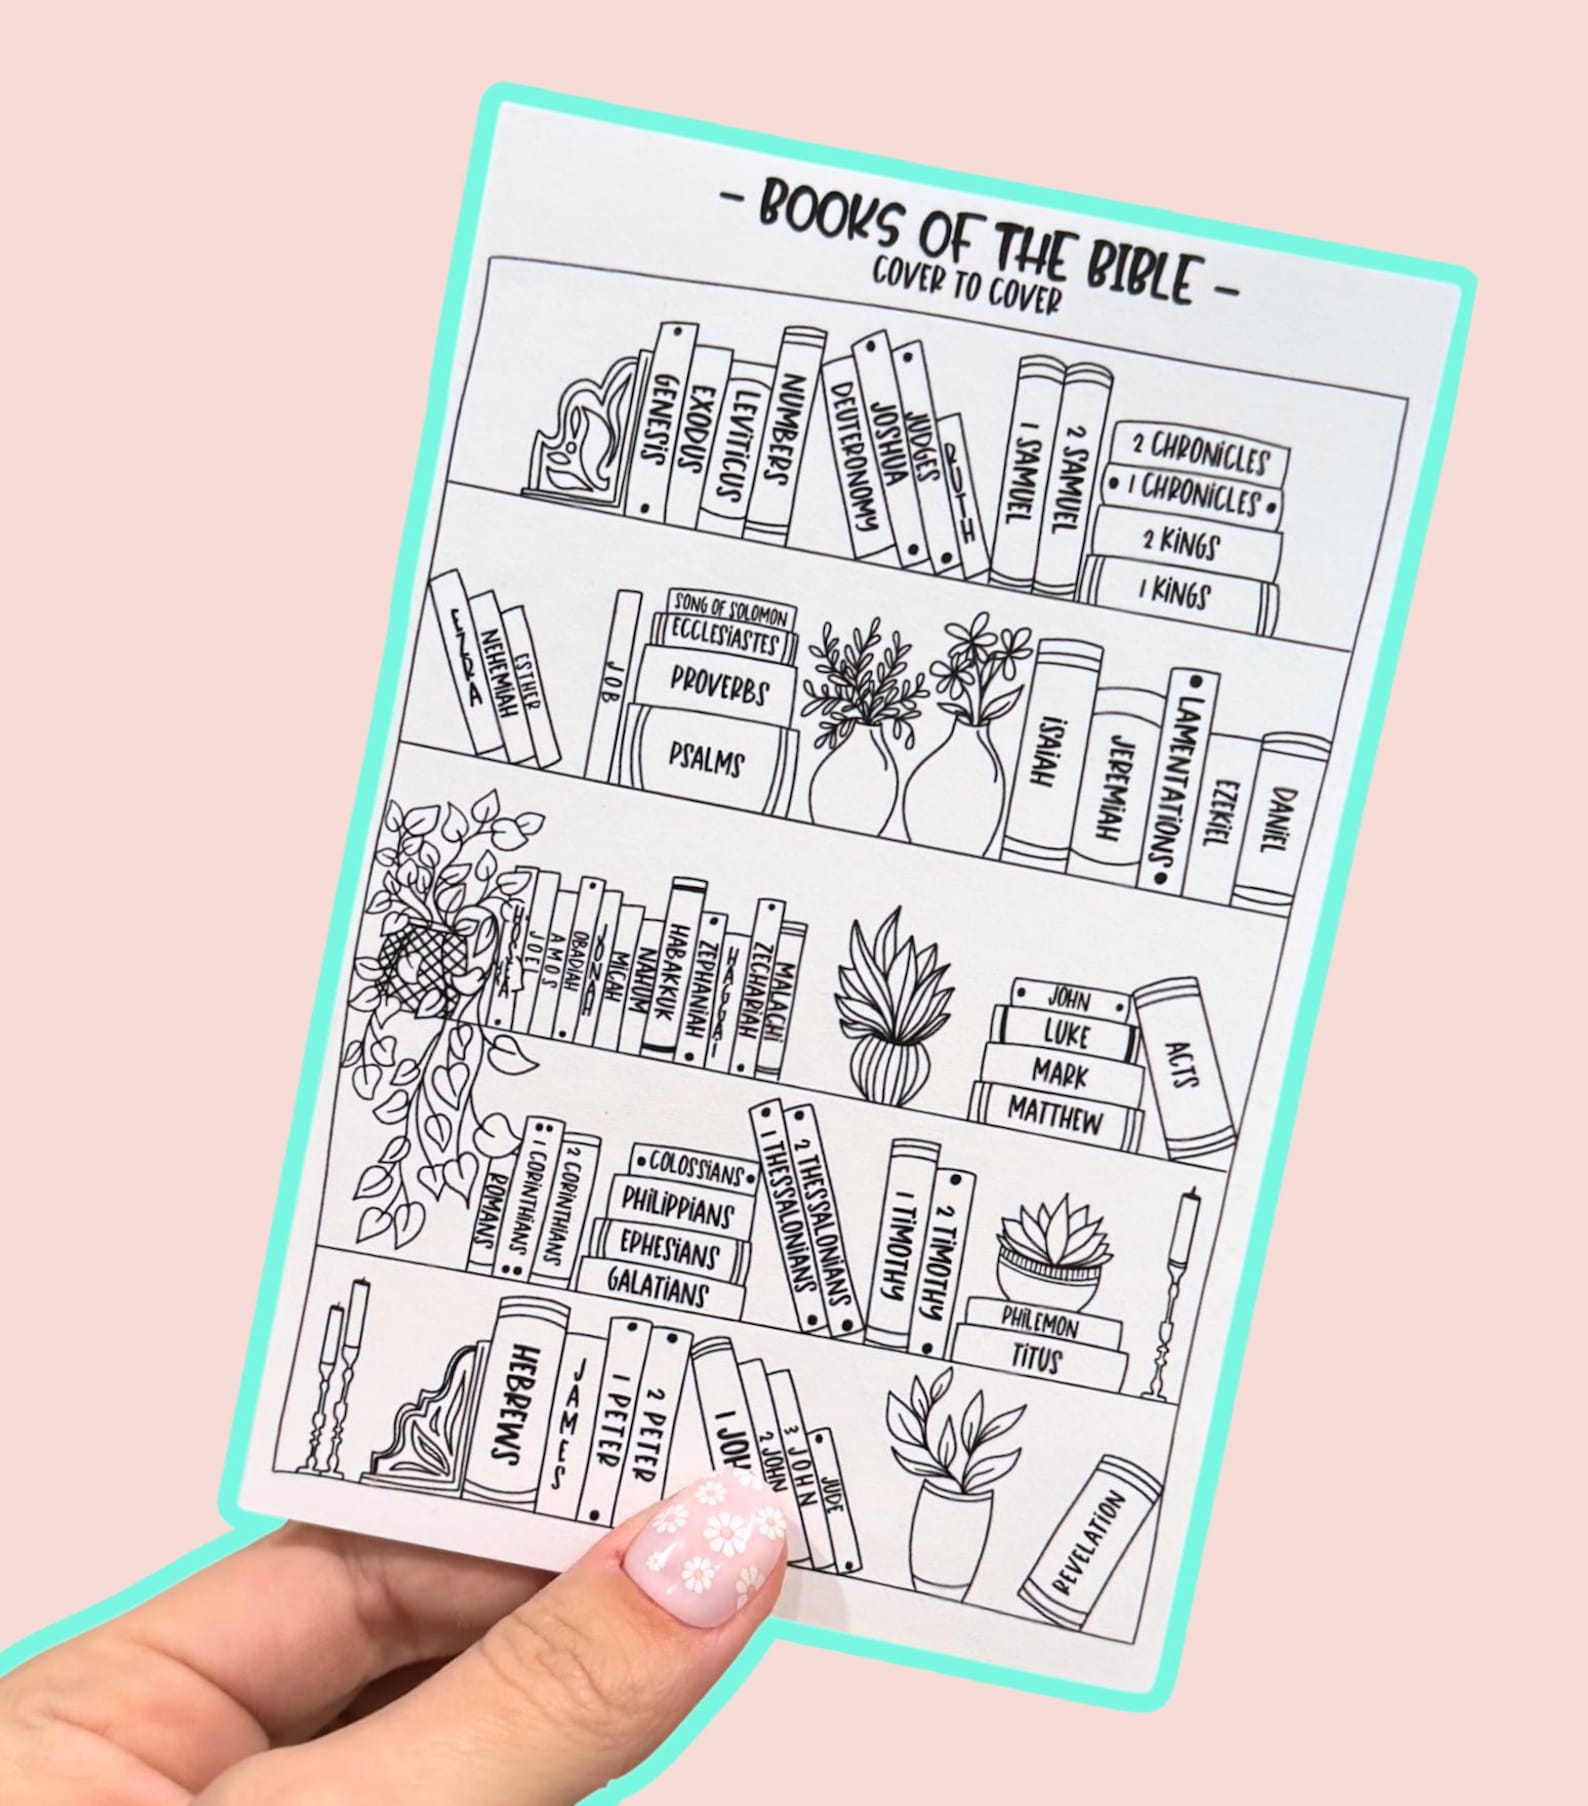 - BOOKS OF THE BIBLE -
COVER TO COVER
GENESIS
EXODUS
LEVITICUS
NUMBERS
DEUTERONOMY
JOSHUA
JUDGES
RUTH
1 SAMUEL
2 SAMUEL
2 CHRONICLES
1 CHRONICLES
2 KINGS
1 KINGS
EZRA
NEHEMIAH
ESTHER
JOB
SONG OF SOLOMON
ECCLESIASTES
PROVERBS
PSALMS
ISAIAH
JEREMIAH
LAMENTATIONS
EZEKIEL
DANIEL
JOEL
AMOS
OBADIAH
JONAH
MICAH
NAHUM
HABAKKUK
ZEPHANIAH
HAGGAI
ZECHARIAH
MALACHI
JOHN
LUKE
MARK
MATTHEW
ACTS
ROMANS
1 CORINTHIANS
2 CORINTHIANS
COLOSSIANS
PHILIPPIANS
EPHESIANS
GALATIANS
1 THESSALONIANS
2 THESSALONIANS
1 TIMOTHY
2 TIMOTHY
PHILEMON
TITUS
HEBREWS
JAMES
1 PETER
2 PETER
1 JOH
2 JOHN
3 JOHN
JUDE
REVELATION